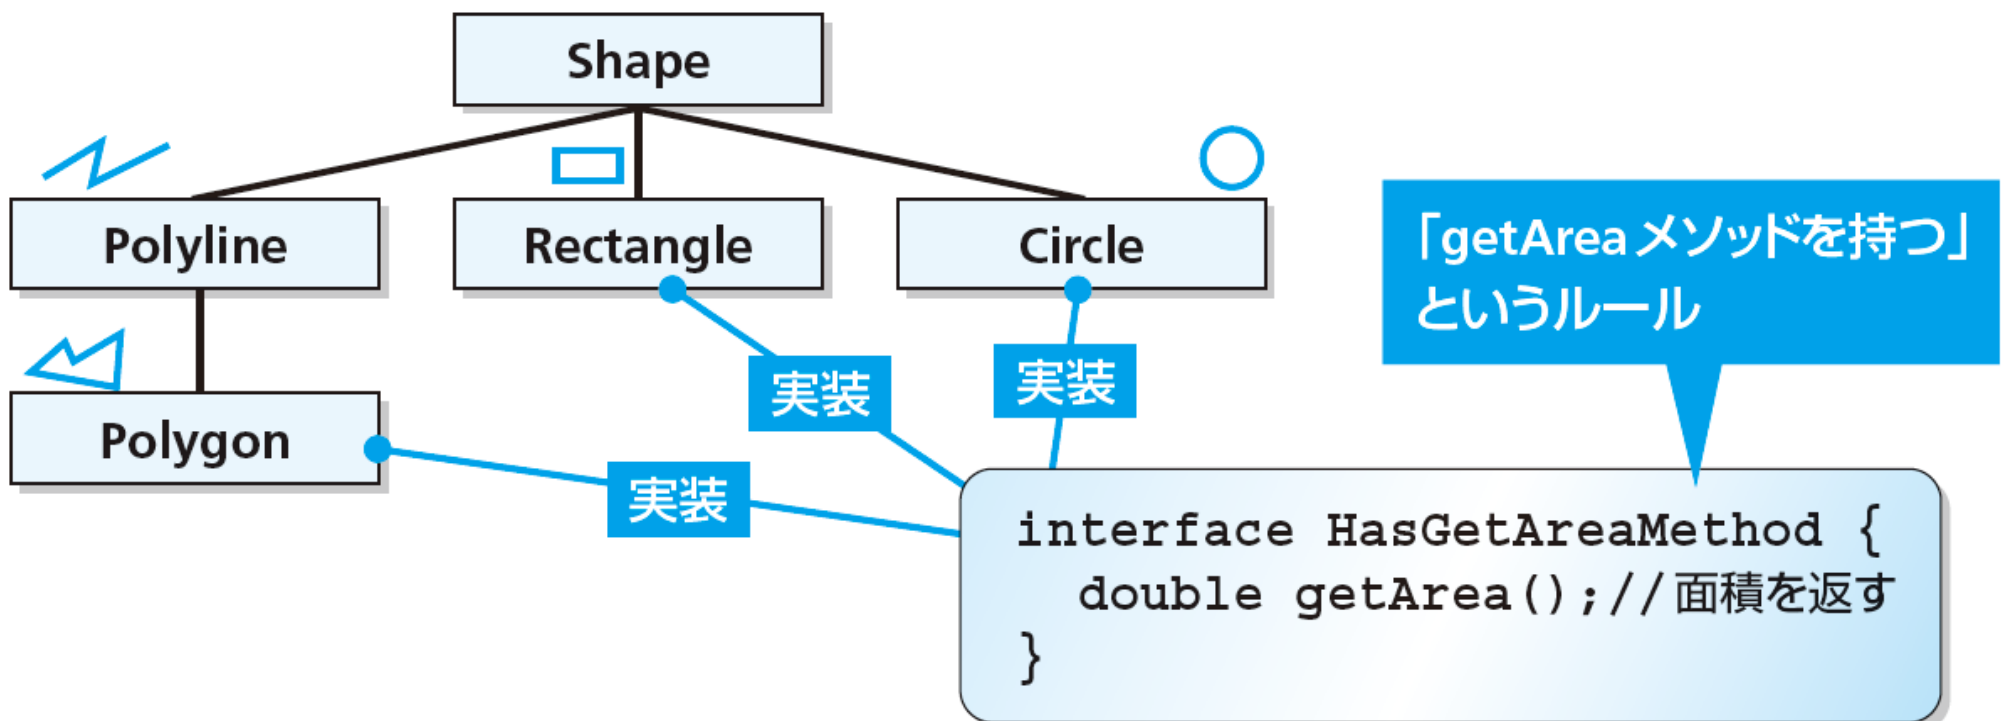 Shape
Polyline
Rectangle
Circle
「getAreaメソッドを持つ」
というルール
実装
実装
Polygon
実装
interface HasGetAreaMethod {
double getArea();//面積を返す
}